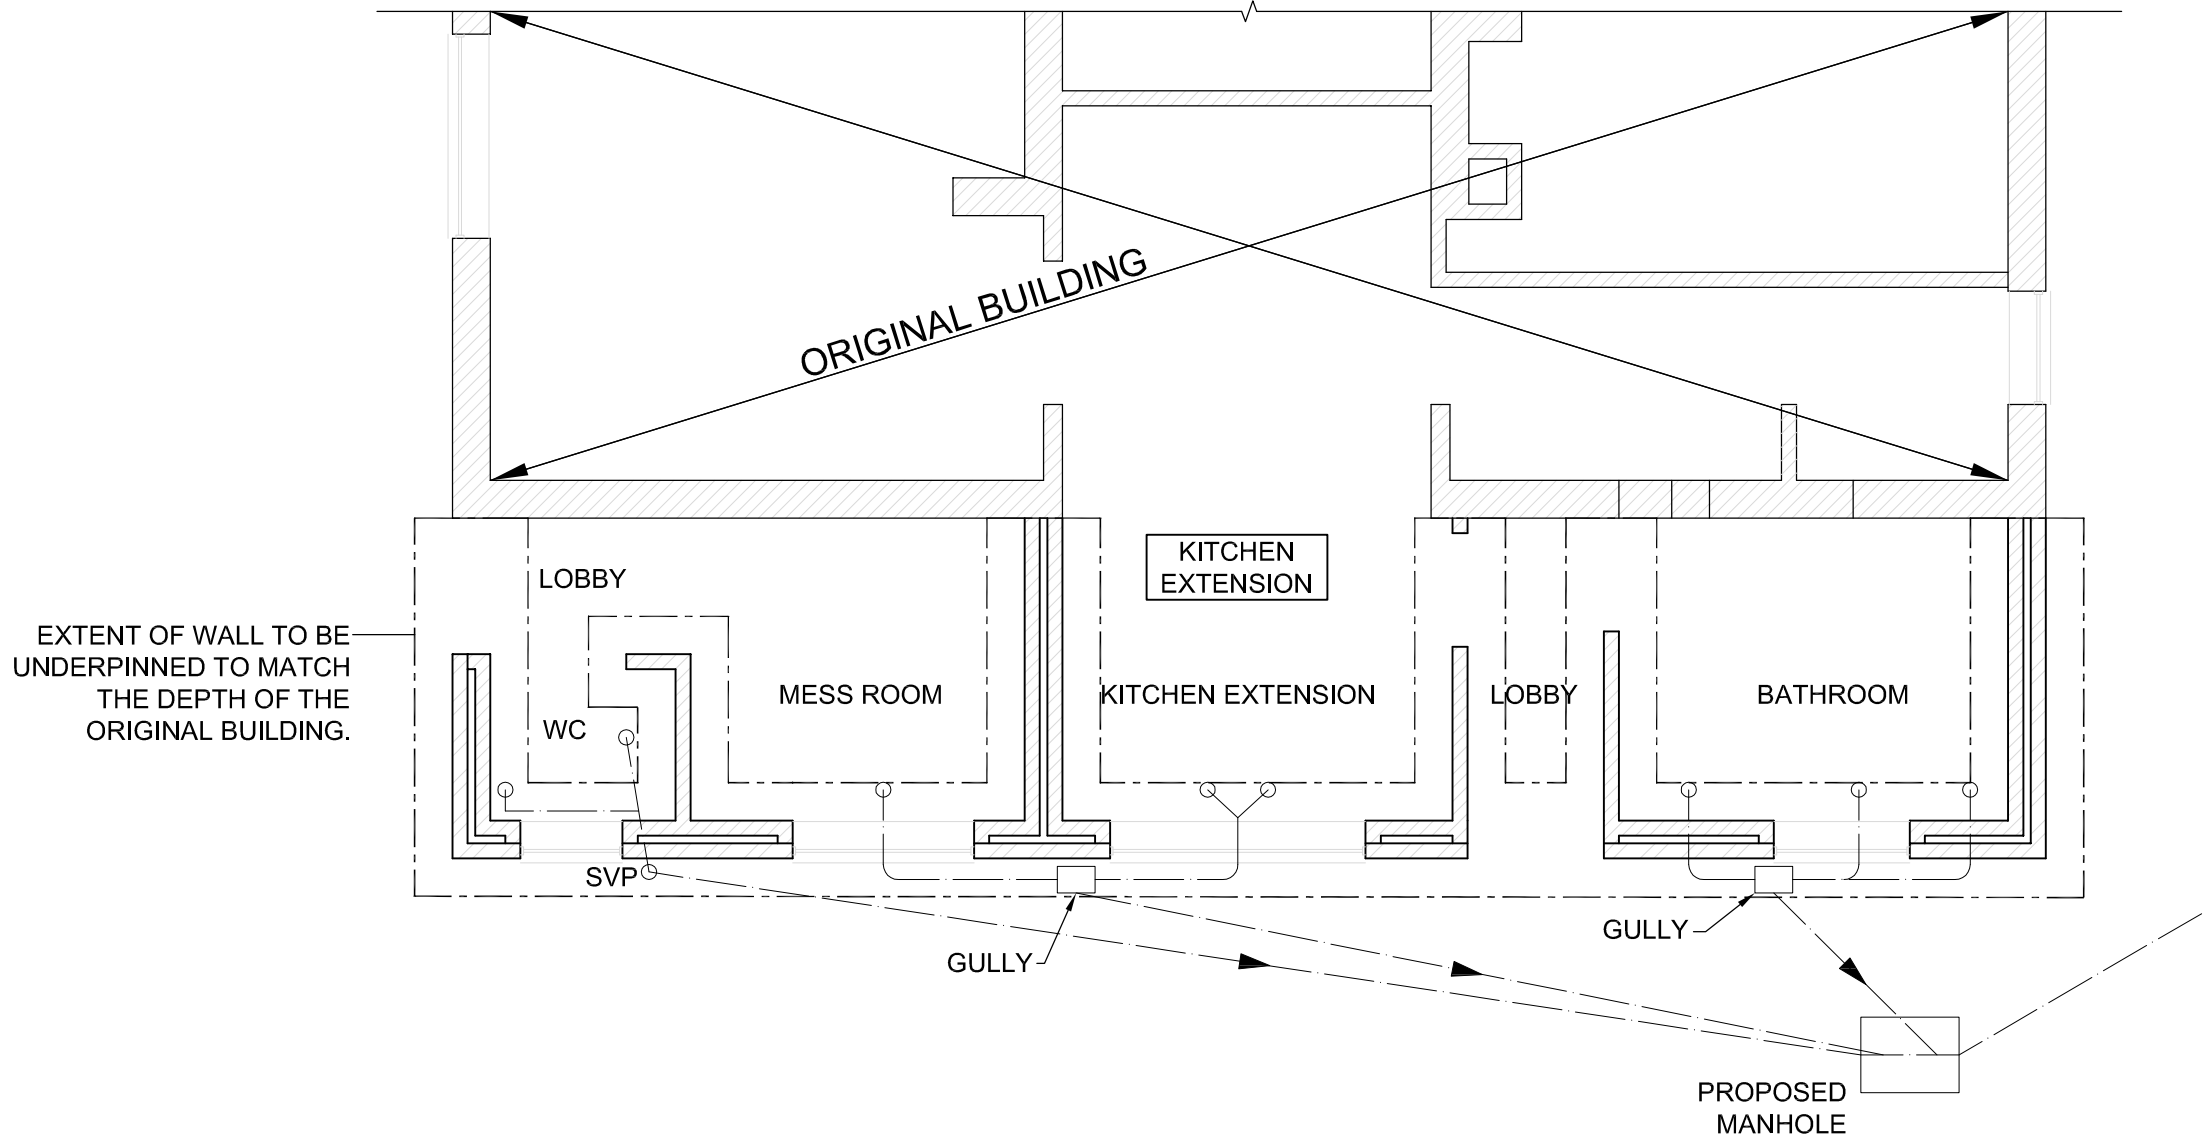 ORIGINAL BUILDING
KITCHEN
EXTENSION
LOBBY
EXTENT OF WALL TO BE
UNDERPINNED TO MATCH
THE DEPTH OF THE
ORIGINAL BUILDING.
MESS ROOM
KITCHEN EXTENSION
LOBBY
BATHROOM
WC
SVP
GULLY
GULLY
PROPOSED
MANHOLE